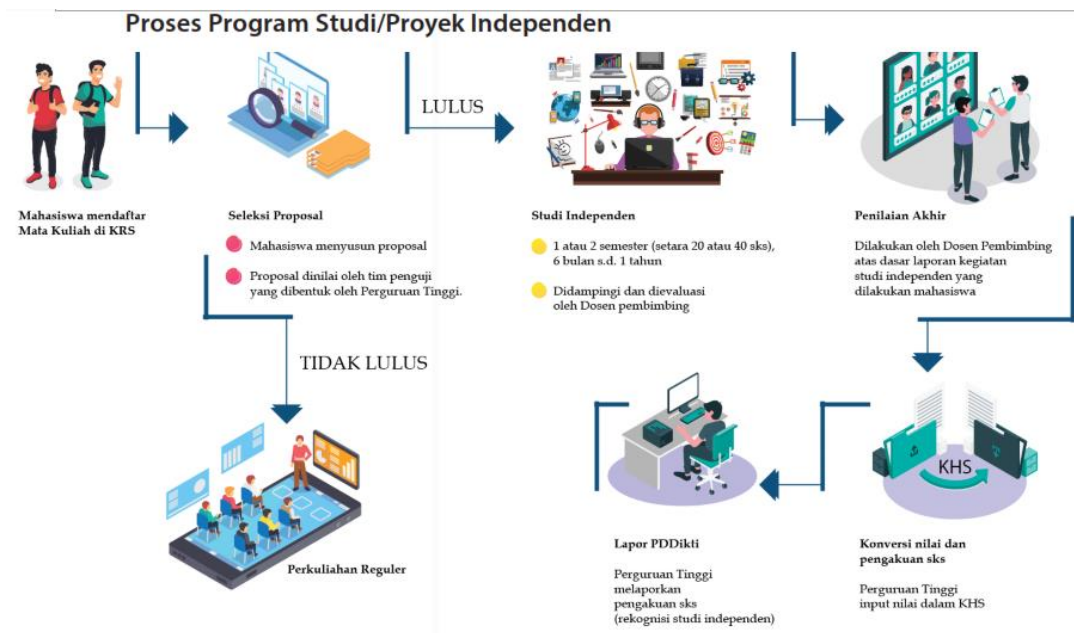 Proses Program Studi/Proyek Independen
LULUS
Mahasiswa mendaftar
Mata Kuliah di KRS
Seleksi Proposal
Mahasiswa menyusun proposal
Proposal dinilai oleh tim penguji
yang dibentuk oleh Perguruan Tinggi.
Studi Independen
1 atau 2 semester (setara 20 atau 40 sks),
6 bulan s.d. 1 tahun
Didampingi dan dievaluasi
oleh Dosen pembimbing
Penilaian Akhir
Dilakukan oleh Dosen Pembimbing
atas dasar laporan kegiatan
studi independen yang
dilakukan mahasiswa
TIDAK LULUS
Perkuliahan Reguler
KHS
Lapor PDDikti
Perguruan Tinggi
melaporkan
pengakuan sks
(rekognisi studi independen)
Konversi nilai dan
pengakuan sks
Perguruan Tinggi
input nilai dalam KHS